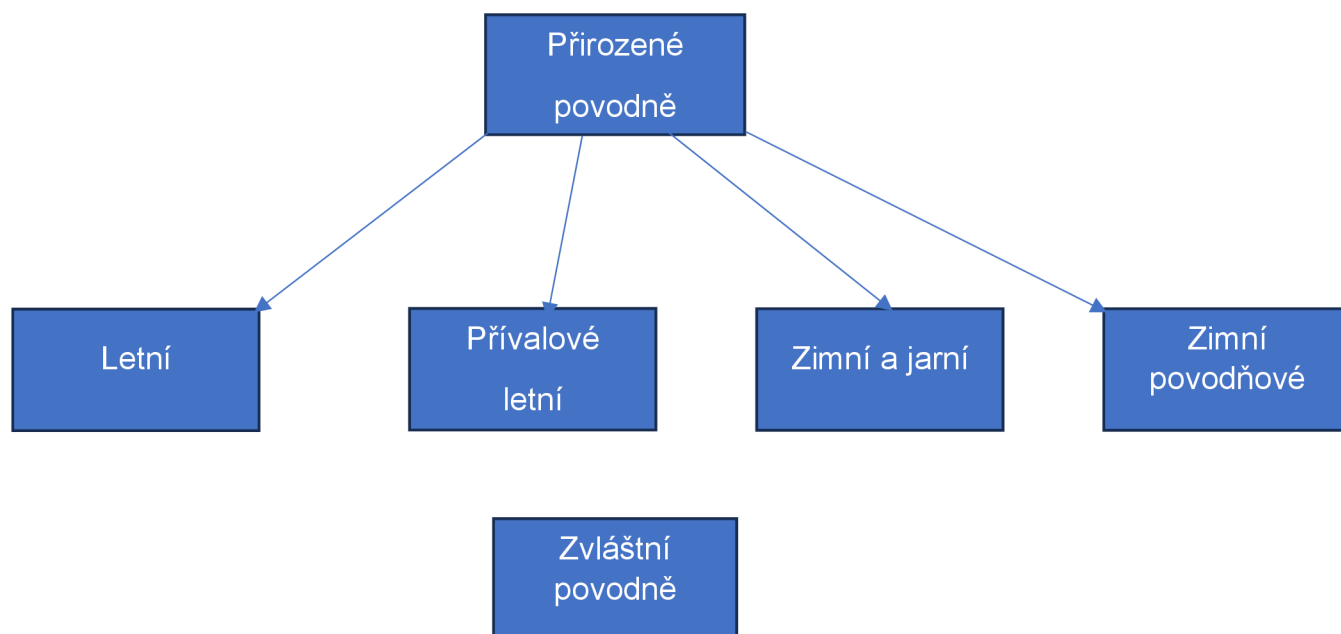 Přirozené
povodně
Letní
Přívalové
letní
Zimní a jarní
Zimní
povodňové
Zvláštní
povodně